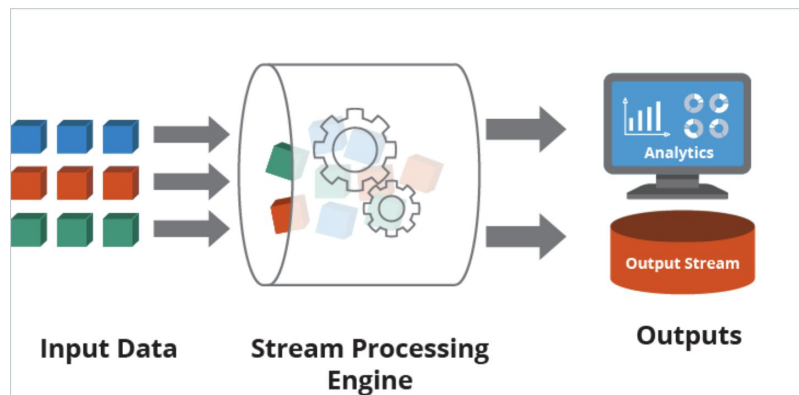 Analytics
Output Stream
Input Data
Stream Processing
Engine
Outputs